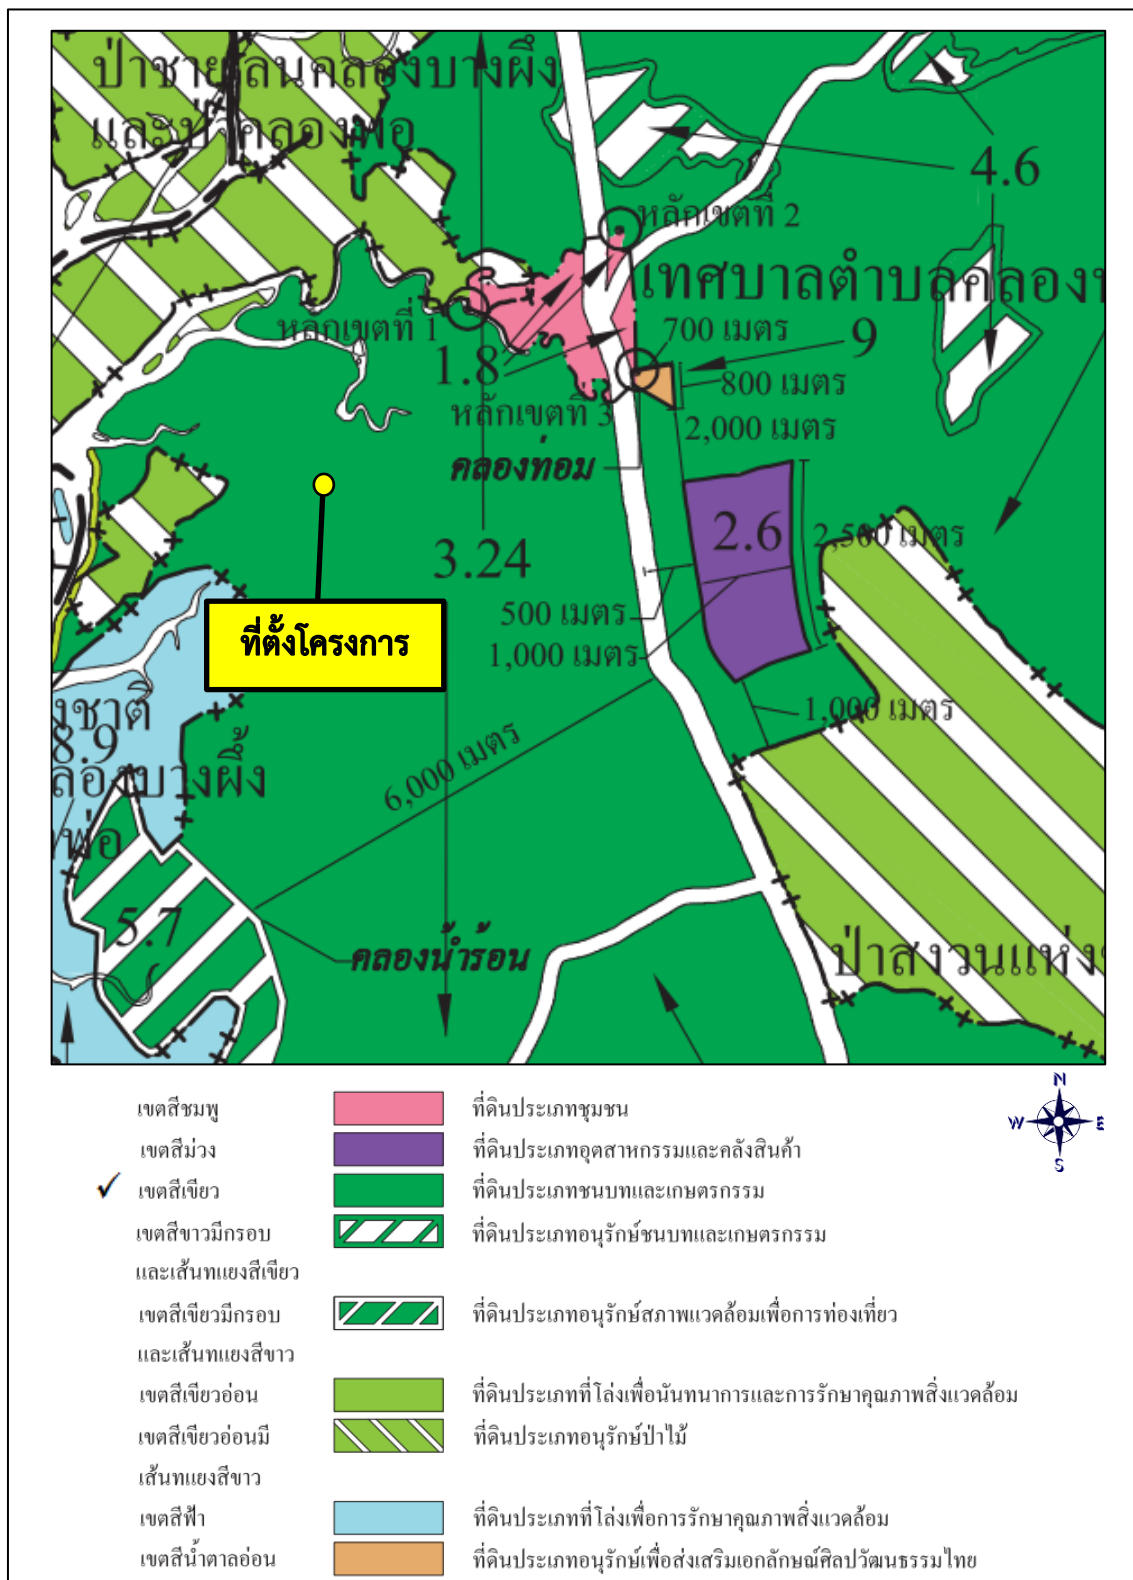 ป่าชายเลนคลองบางผึ้ง
และป่าคลองพ่อ
4.6
หลักเขตที่ 2
เทศบาลตำบลคลองท
หลักเขตที่ 1
700 เมตร
9
1.8
800 เมตร
หลักเขตที่ 3
2,000 เมตร
คลองท่อม
2.6
2,500 เมตร
3.24
500 เมตร
ที่ตั้งโครงการ
1,000 เมตร
1,000 เมตร
งชาติ
8.9
ลองบางผึ้ง
6,000 เมตร
พ่อ
5.7
คลองน้ำร้อน
ป่าสงวนแห่งช
N
W E
S
เขตสีชมพู ที่ดินประเภทชุมชน
เขตสีม่วง ที่ดินประเภทอุตสาหกรรมและคลังสินค้า
✓ เขตสีเขียว ที่ดินประเภทชนบทและเกษตรกรรม
เขตสีขาวมีกรอบ ที่ดินประเภทอนุรักษ์ชนบทและเกษตรกรรม
และเส้นทแยงสีเขียว
เขตสีเขียวมีกรอบ ที่ดินประเภทอนุรักษ์สภาพแวดล้อมเพื่อการท่องเที่ยว
และเส้นทแยงสีขาว
เขตสีเขียวอ่อน ที่ดินประเภทที่โล่งเพื่อนันทนาการและการรักษาคุณภาพสิ่งแวดล้อม
เขตสีเขียวอ่อนมี ที่ดินประเภทอนุรักษ์ป่าไม้
เส้นทแยงสีขาว
เขตสีฟ้า ที่ดินประเภทที่โล่งเพื่อการรักษาคุณภาพสิ่งแวดล้อม
เขตสีน้ำตาลอ่อน ที่ดินประเภทอนุรักษ์เพื่อส่งเสริมเอกลักษณ์ศิลปวัฒนธรรมไทย